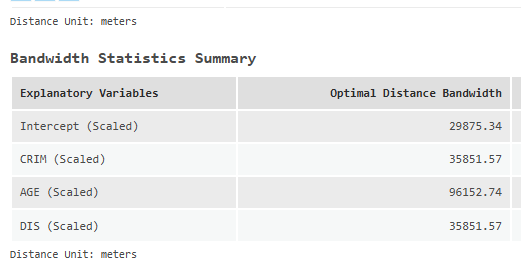 Distance Unit: meters
Bandwidth Statistics Summary
Explanatory Variables Optimal Distance Bandwidth
Intercept (Scaled) 29875.34
CRIM (Scaled) 35851.57
AGE (Scaled) 96152.74
DIS (Scaled) 35851.57
Distance Unit: meters